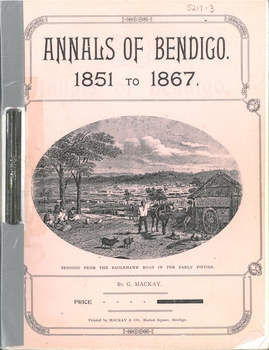 5217-3
ANNALS OF BENDIGO.
1851 TO 1867.
BENDIGO FROM THE EAGLEHAWK ROAD IN THE EARLY FIFTIES.
BY G. MACKAY.
PRICE - - - -
Printed by MACKAY & CO., Market Square, Bendigo.